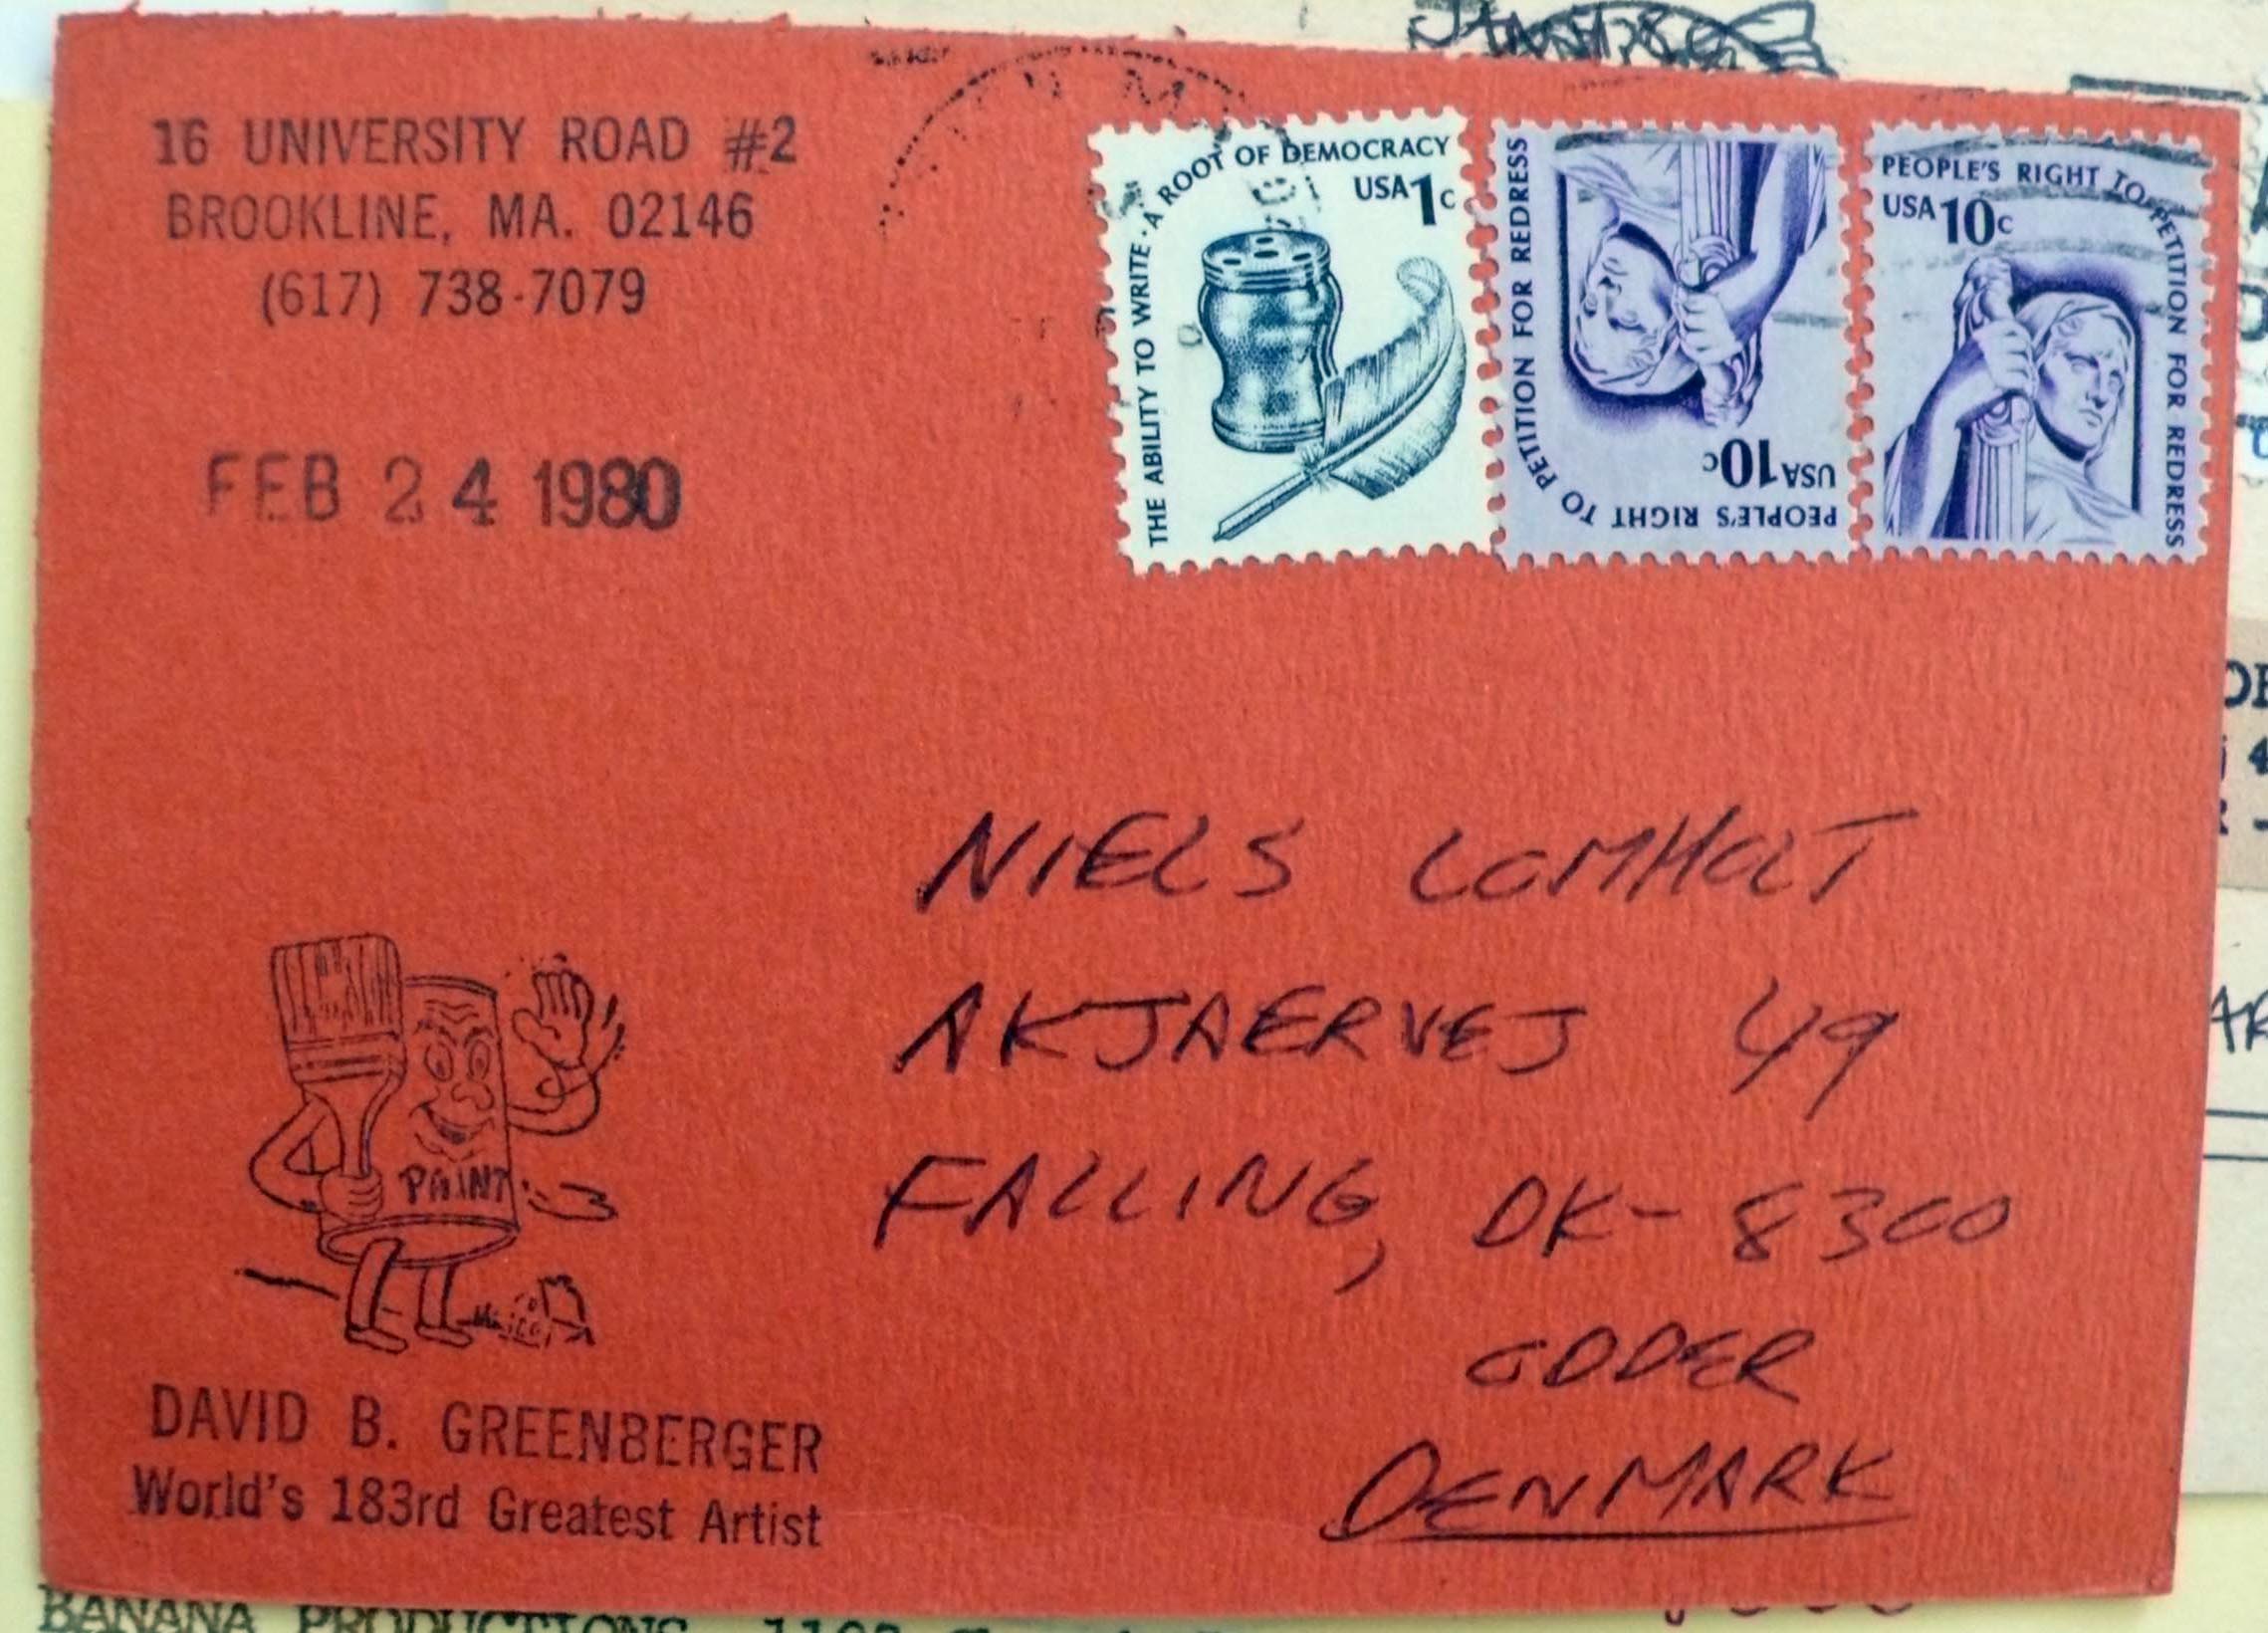 16 UNIVERSITY ROAD #2
BROOKLINE, MA. 02146
(617) 738-7079
FEB 24 1980
THE ABILITY TO WRITE · A ROOT OF DEMOCRACY
USA 1c
PEOPLE'S RIGHT TO PETITION FOR REDRESS
USA 10c
PEOPLE'S RIGHT TO PETITION FOR REDRESS
USA 10c
NIELS LOMHOLT
AKJAERVEJ 49
FALLING, DK-8300
ODDER
DENMARK
PAINT
DAVID B. GREENBERGER
World's 183rd Greatest Artist
BANANA PRODUCTIONS